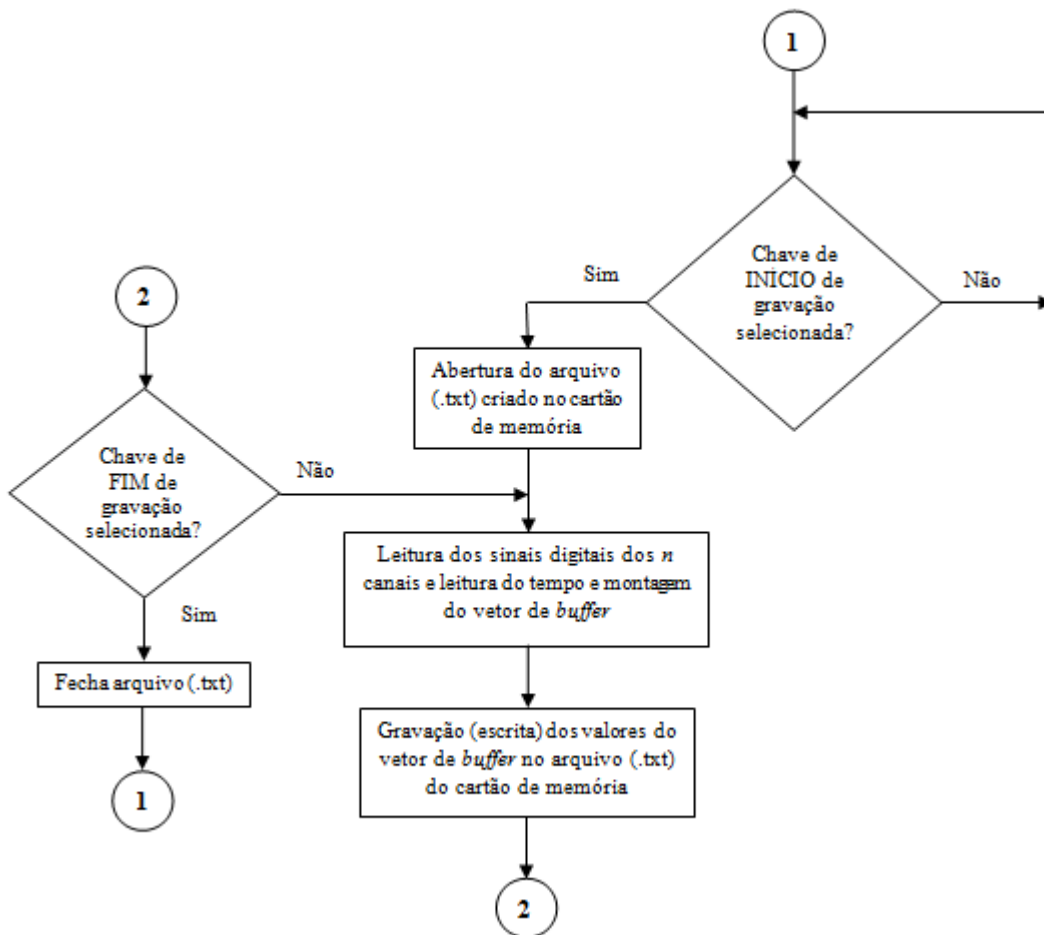 1
Chave de
INÍCIO de
gravação
selecionada?
Sim
Não
Abertura do arquivo
(.txt) criado no cartão
de memória
2
Chave de
FIM de
gravação
selecionada?
Não
Sim
Fecha arquivo (.txt)
1
Leitura dos sinais digitais dos n
canais e leitura do tempo e montagem
do vetor de buffer
Gravação (escrita) dos valores do
vetor de buffer no arquivo (.txt)
do cartão de memória
2